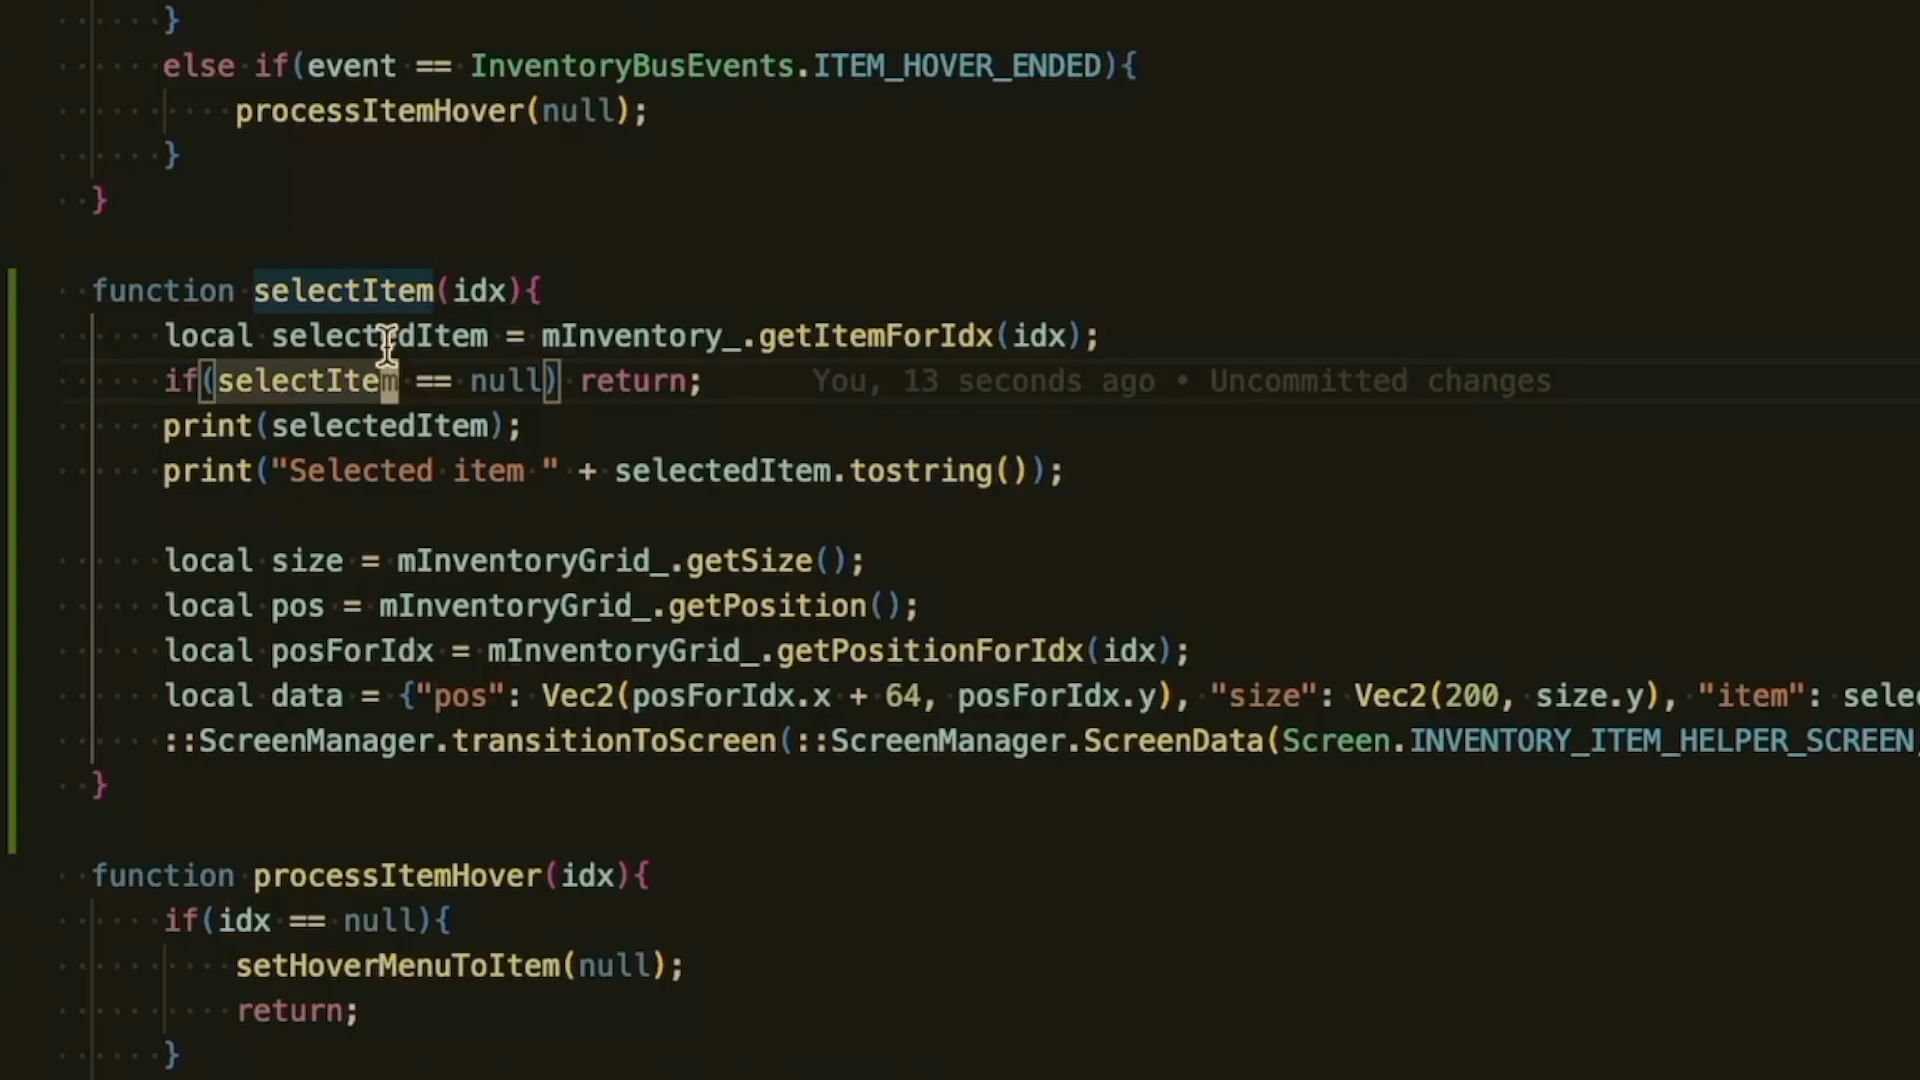 }
else if(event == InventoryBusEvents.ITEM_HOVER_ENDED){
processItemHover(null);
}
}
function selectItem(idx){
local selectedItem = mInventory_.getItemForIdx(idx);
if(selectItem == null) return; You, 13 seconds ago • Uncommitted changes
print(selectedItem);
print("Selected item " + selectedItem.tostring());
local size = mInventoryGrid_.getSize();
local pos = mInventoryGrid_.getPosition();
local posForIdx = mInventoryGrid_.getPositionForIdx(idx);
local data = {"pos": Vec2(posForIdx.x + 64, posForIdx.y), "size": Vec2(200, size.y), "item": sele
::ScreenManager.transitionToScreen(::ScreenManager.ScreenData(Screen.INVENTORY_ITEM_HELPER_SCREEN,
}
function processItemHover(idx){
if(idx == null){
setHoverMenuToItem(null);
return;
}